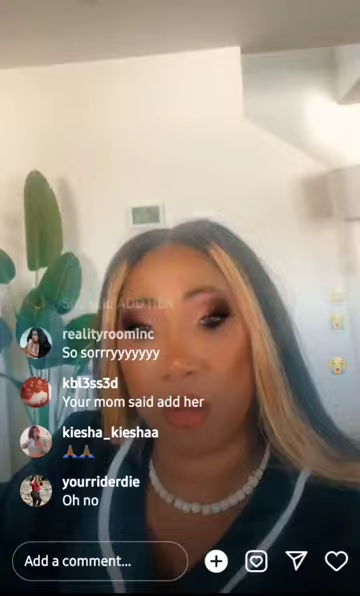 realityroominc
So sorrryyyyyyy
kbl3ss3d
Your mom said add her
kiesha_kieshaa
yourriderdie
Oh no
Add a comment...